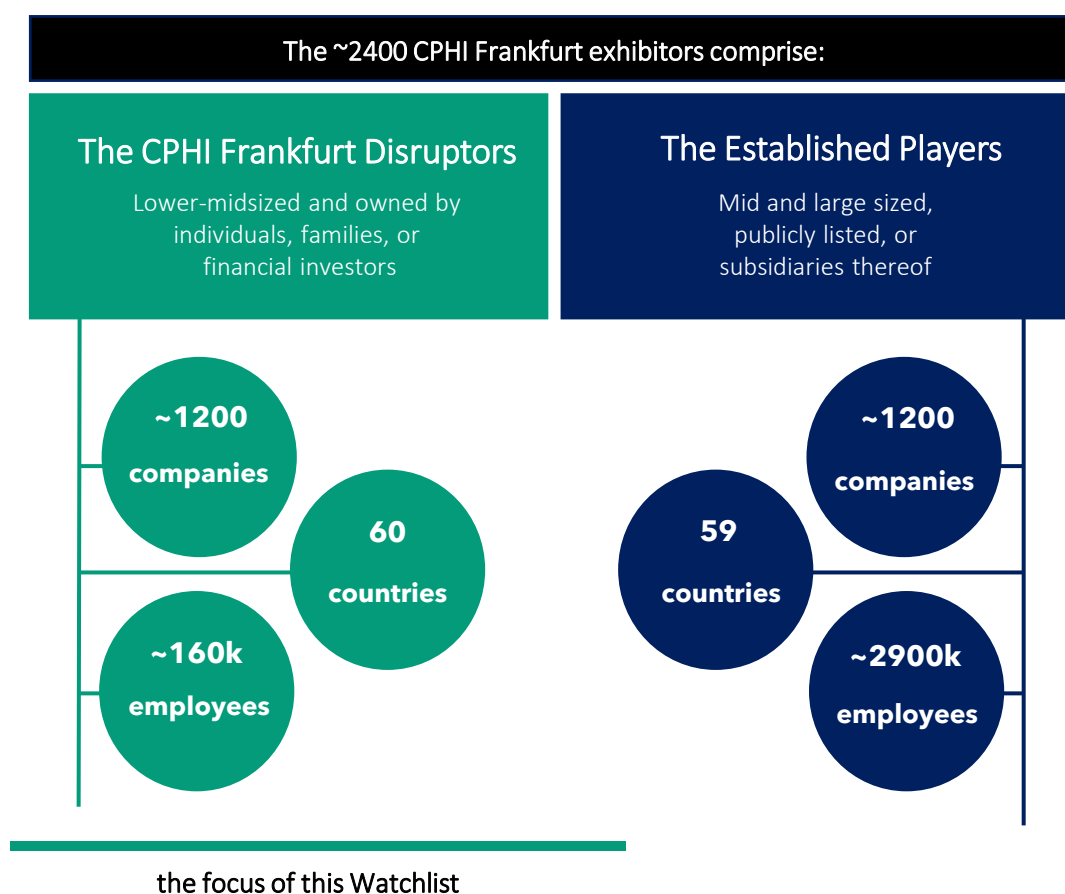 The ~2400 CPHI Frankfurt exhibitors comprise:
The CPHI Frankfurt Disruptors
Lower-midsized and owned by
individuals, families, or
financial investors
~1200
companies
60
countries
~160k
employees
The Established Players
Mid and large sized,
publicly listed, or
subsidiaries thereof
~1200
companies
59
countries
~2900k
employees
the focus of this Watchlist